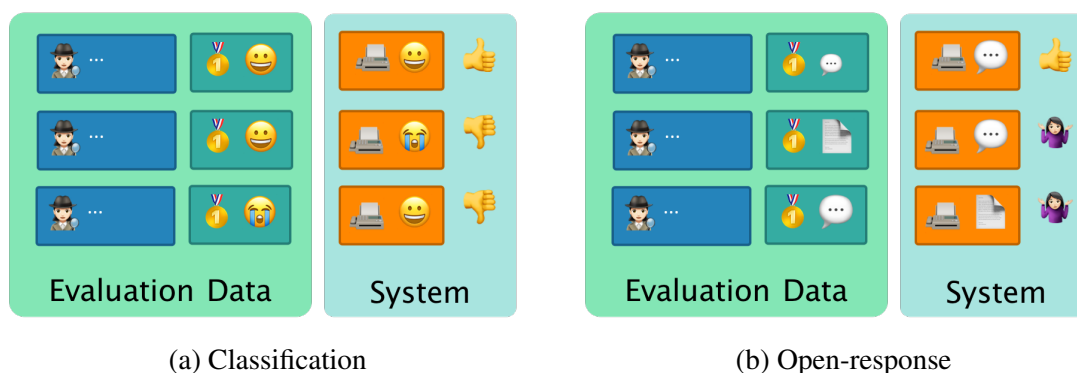 ...
...
...
Evaluation Data
System
(a) Classification
...
...
...
Evaluation Data
System
(b) Open-response